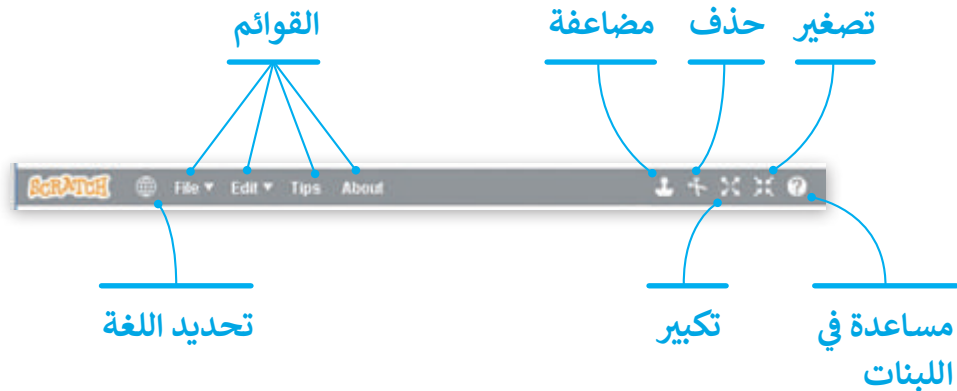 تصغير
حذف
مضاعفة
القوائم
SCRATCH File Edit Tips About
مساعدة في
اللبنات
تكبير
تحديد اللغة